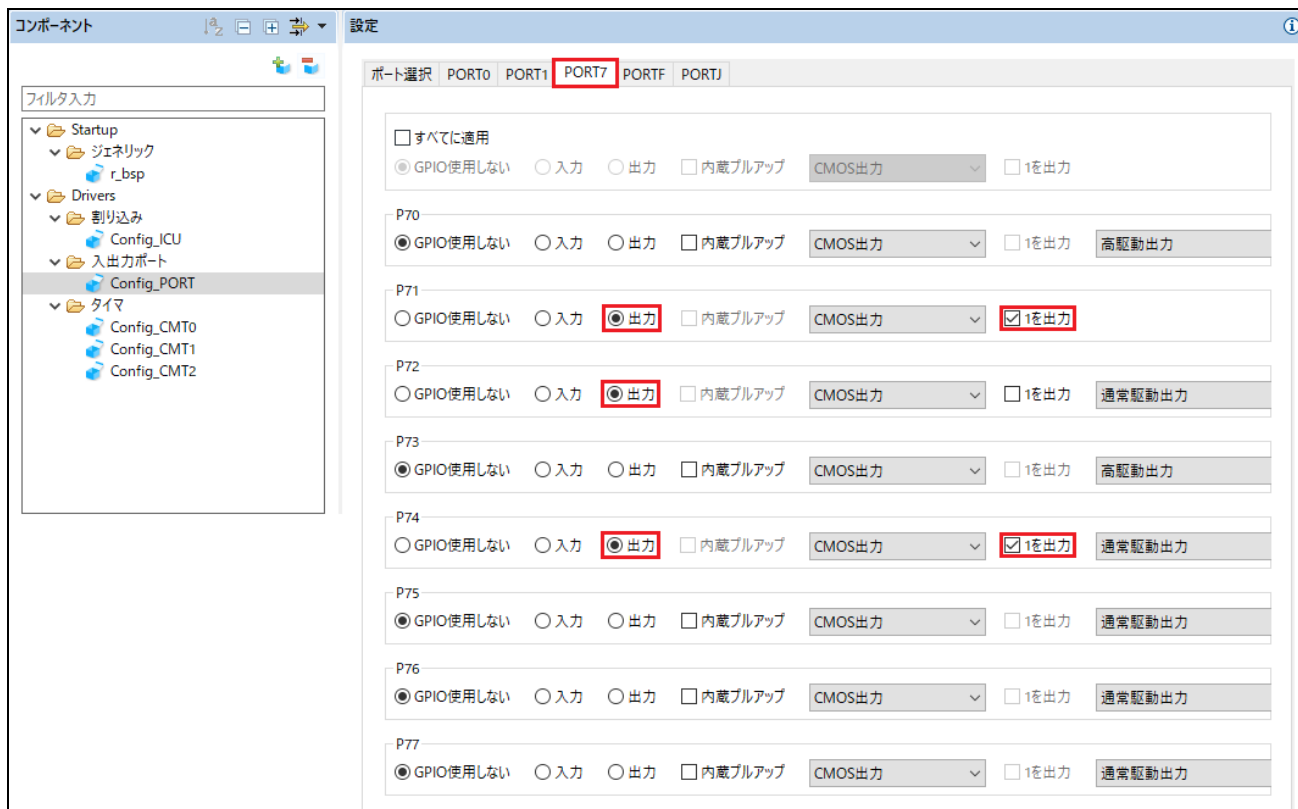 コンポーネント
設定
フィルタ入力
Startup
ジェネリック
r_bsp
Drivers
割り込み
Config_ICU
入出力ポート
Config_PORT
タイマ
Config_CMT0
Config_CMT1
Config_CMT2
ポート選択 PORT0 PORT1 PORT7 PORTF PORTJ
すべてに適用
GPIO使用しない 入力 出力 内蔵プルアップ CMOS出力 1を出力
P70
GPIO使用しない 入力 出力 内蔵プルアップ CMOS出力 1を出力 高駆動出力
P71
GPIO使用しない 入力 出力 内蔵プルアップ CMOS出力 1を出力
P72
GPIO使用しない 入力 出力 内蔵プルアップ CMOS出力 1を出力 通常駆動出力
P73
GPIO使用しない 入力 出力 内蔵プルアップ CMOS出力 1を出力 高駆動出力
P74
GPIO使用しない 入力 出力 内蔵プルアップ CMOS出力 1を出力 通常駆動出力
P75
GPIO使用しない 入力 出力 内蔵プルアップ CMOS出力 1を出力 通常駆動出力
P76
GPIO使用しない 入力 出力 内蔵プルアップ CMOS出力 1を出力 通常駆動出力
P77
GPIO使用しない 入力 出力 内蔵プルアップ CMOS出力 1を出力 通常駆動出力